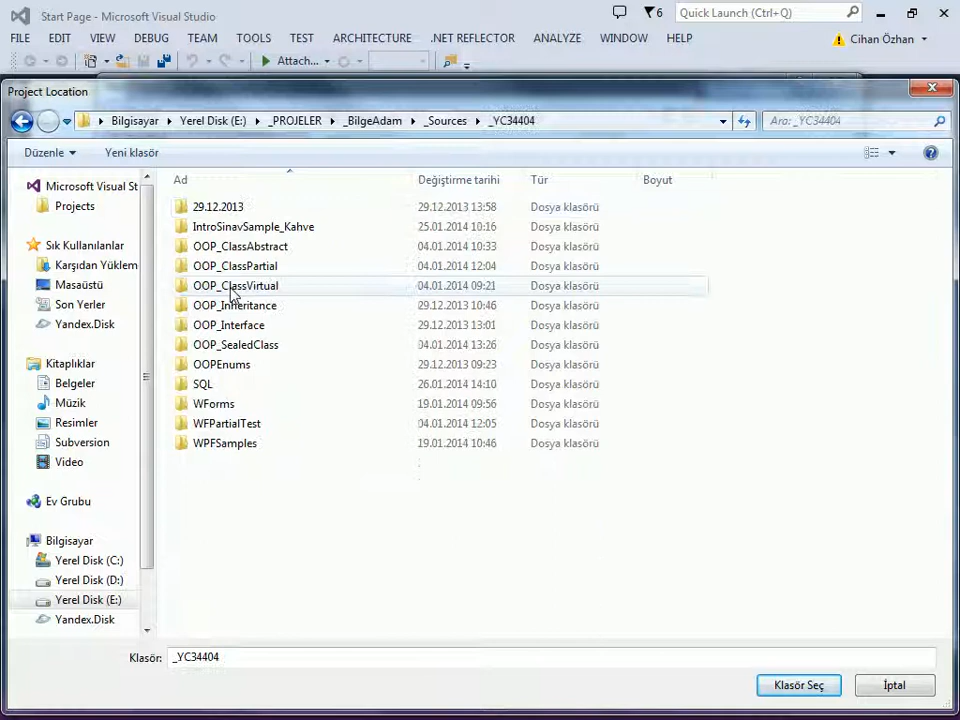 Start Page - Microsoft Visual Studio
6
Quick Launch (Ctrl+Q)
FILE EDIT VIEW DEBUG TEAM TOOLS TEST ARCHITECTURE .NET REFLECTOR ANALYZE WINDOW HELP
Cihan Özhan
Attach...
Project Location
Bilgisayar Yerel Disk (E:) _PROJELER _BilgeAdam _Sources _YC34404
Ara: _YC34404
Düzenle Yeni klasör
Ad Değiştirme tarihi Tür Boyut
Microsoft Visual St
Projects
Sık Kullanılanlar
Karşıdan Yüklem
Masaüstü
Son Yerler
Yandex.Disk
Kitaplıklar
Belgeler
Müzik
Resimler
Subversion
Video
Ev Grubu
Bilgisayar
Yerel Disk (C:)
Yerel Disk (D:)
Yerel Disk (E:)
Yandex.Disk
29.12.2013 29.12.2013 13:58 Dosya klasörü
IntroSinavSample_Kahve 25.01.2014 10:16 Dosya klasörü
OOP_ClassAbstract 04.01.2014 10:33 Dosya klasörü
OOP_ClassPartial 04.01.2014 12:04 Dosya klasörü
OOP_ClassVirtual 04.01.2014 09:21 Dosya klasörü
OOP_Inheritance 29.12.2013 10:46 Dosya klasörü
OOP_Interface 29.12.2013 13:01 Dosya klasörü
OOP_SealedClass 04.01.2014 13:26 Dosya klasörü
OOPEnums 29.12.2013 09:23 Dosya klasörü
SQL 26.01.2014 14:10 Dosya klasörü
WForms 19.01.2014 09:56 Dosya klasörü
WFPartialTest 04.01.2014 12:05 Dosya klasörü
WPFSamples 19.01.2014 10:46 Dosya klasörü
Klasör: _YC34404
Klasör Seç İptal